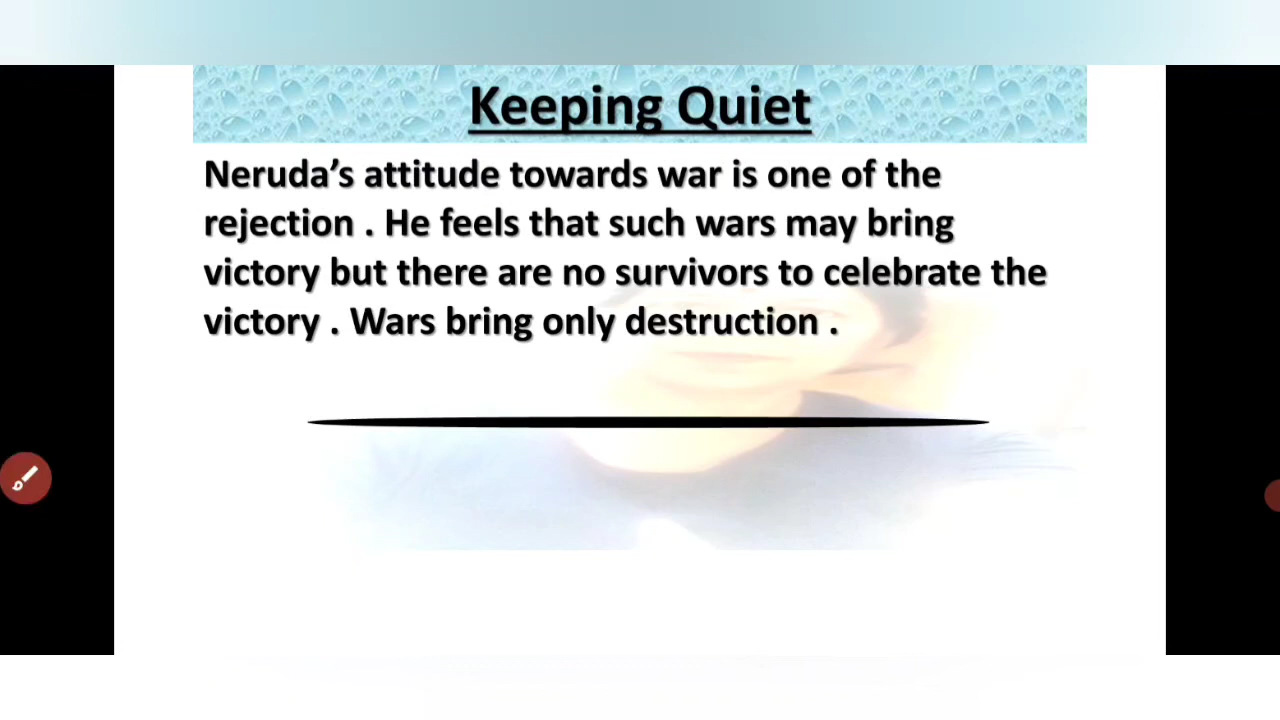 Keeping Quiet
Neruda’s attitude towards war is one of the
rejection . He feels that such wars may bring
victory but there are no survivors to celebrate the
victory . Wars bring only destruction .